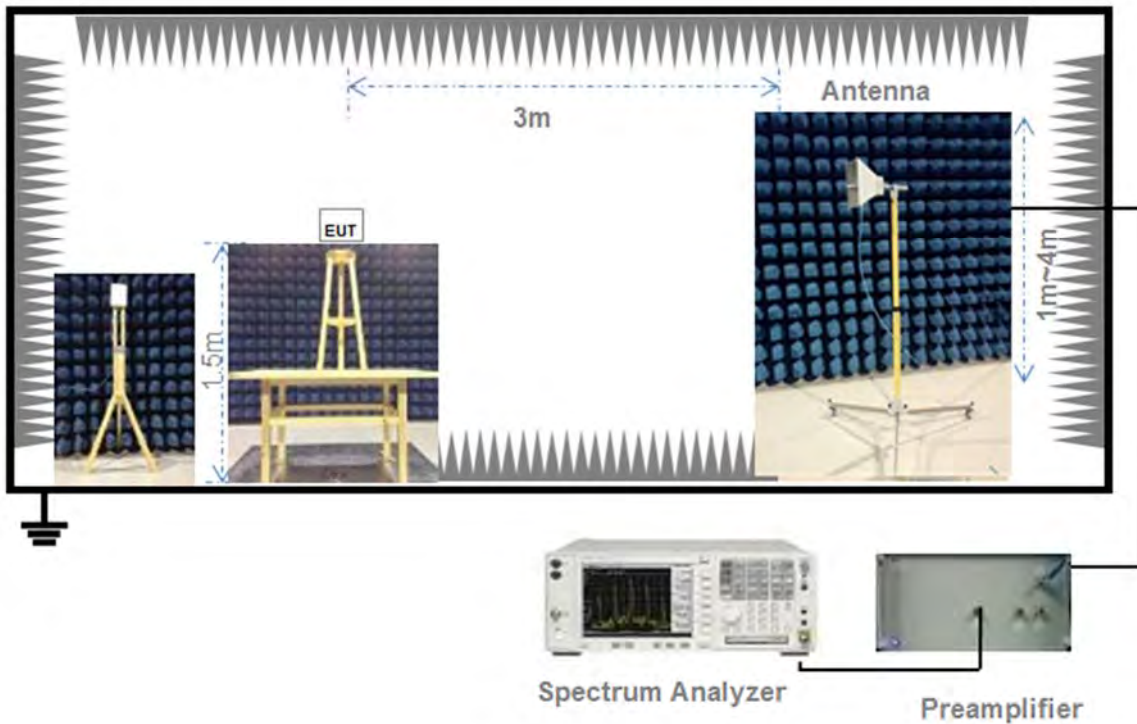 Antenna
3m
EUT
1.5m
1m~4m
Spectrum Analyzer
Preamplifier